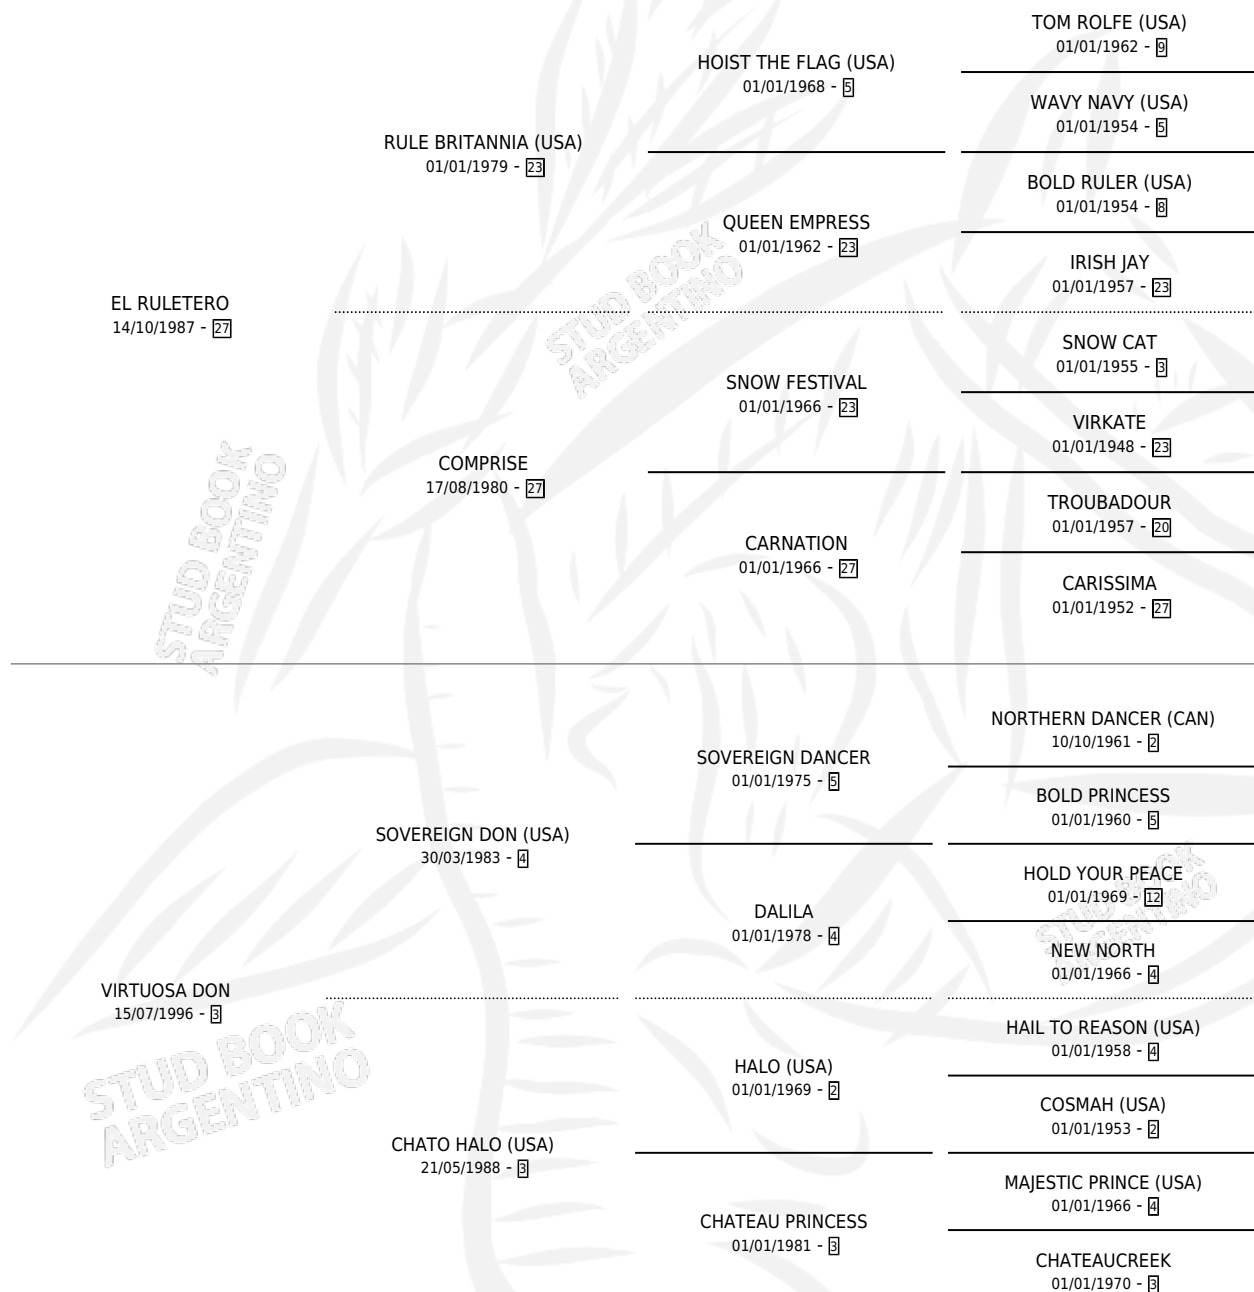 TOM ROLFE (USA)
01/01/1962 - 9
HOIST THE FLAG (USA)
01/01/1968 - 5
WAVY NAVY (USA)
01/01/1954 - 5
RULE BRITANNIA (USA)
01/01/1979 - 23
BOLD RULER (USA)
01/01/1954 - 8
QUEEN EMPRESS
01/01/1962 - 23
IRISH JAY
01/01/1957 - 23
EL RULETERO
14/10/1987 - 27
SNOW CAT
01/01/1955 - 3
SNOW FESTIVAL
01/01/1966 - 23
VIRKATE
01/01/1948 - 23
COMPRISE
17/08/1980 - 27
TROUBADOUR
01/01/1957 - 20
CARNATION
01/01/1966 - 27
CARISSIMA
01/01/1952 - 27
NORTHERN DANCER (CAN)
10/10/1961 - 2
SOVEREIGN DANCER
01/01/1975 - 5
BOLD PRINCESS
01/01/1960 - 5
SOVEREIGN DON (USA)
30/03/1983 - 4
HOLD YOUR PEACE
01/01/1969 - 12
DALILA
01/01/1978 - 4
NEW NORTH
01/01/1966 - 4
VIRTUOSA DON
15/07/1996 - 3
HAIL TO REASON (USA)
01/01/1958 - 4
HALO (USA)
01/01/1969 - 2
COSMAH (USA)
01/01/1953 - 2
CHATO HALO (USA)
21/05/1988 - 3
MAJESTIC PRINCE (USA)
01/01/1966 - 4
CHATEAU PRINCESS
01/01/1981 - 3
CHATEAUCREEK
01/01/1970 - 3
STUD BOOK
ARGENTINO
STUD BOOK
ARGENTINO
STUD BOOK
ARGENTINO
STUD BOOK
ARGENTINO